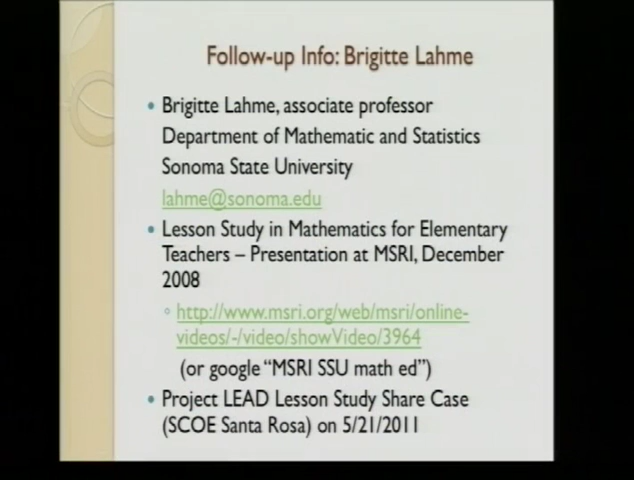 Follow-up Info: Brigitte Lahme
• Brigitte Lahme, associate professor
Department of Mathematic and Statistics
Sonoma State University
lahme@sonoma.edu
• Lesson Study in Mathematics for Elementary
Teachers – Presentation at MSRI, December
2008
◦ http://www.msri.org/web/msri/online-
videos/-/video/showVideo/3964
(or google “MSRI SSU math ed”)
• Project LEAD Lesson Study Share Case
(SCOE Santa Rosa) on 5/21/2011